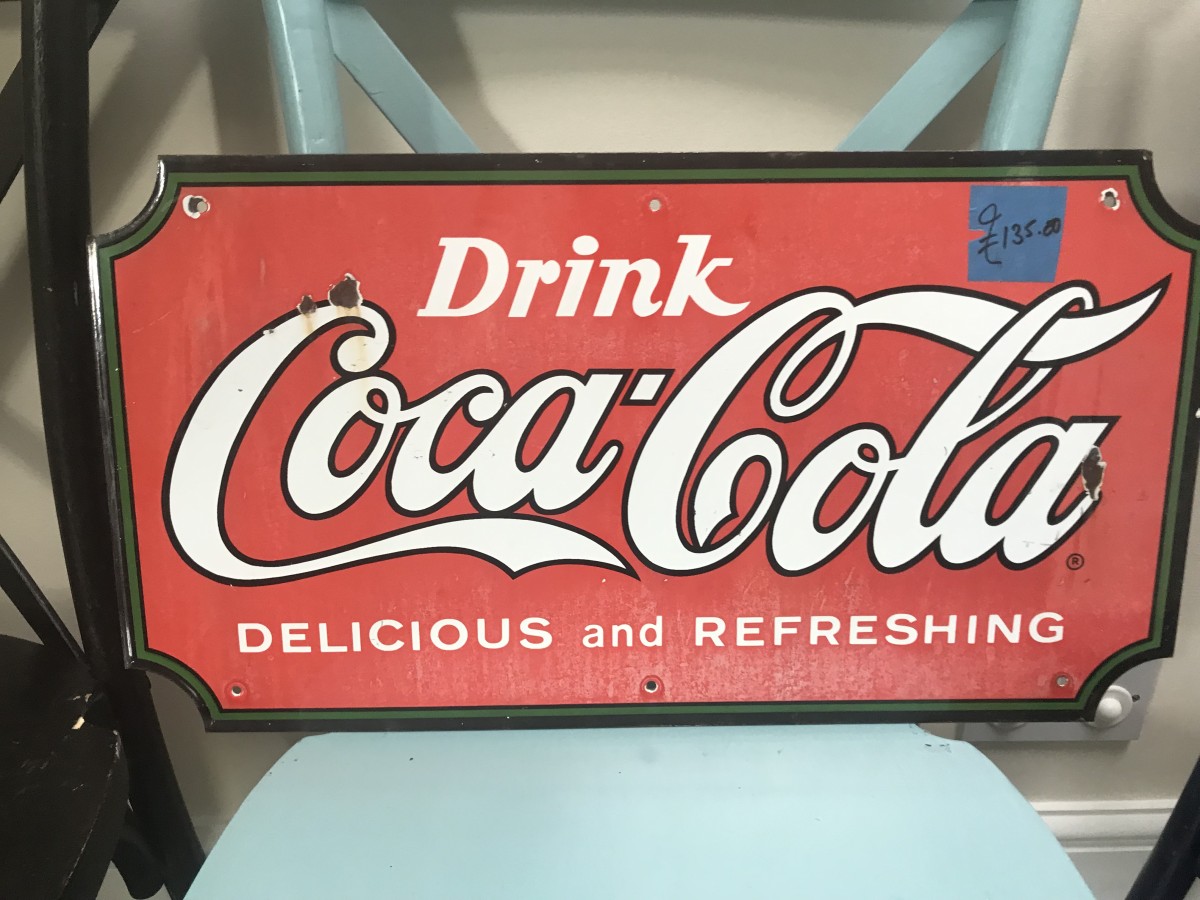 £135.00
Drink
Coca-Cola
®
DELICIOUS and REFRESHING